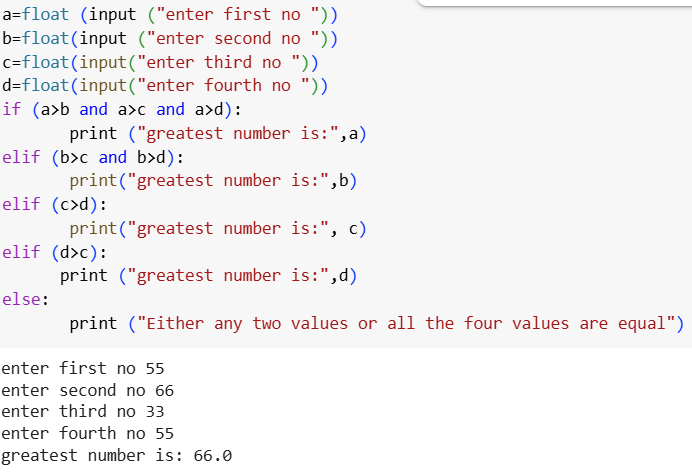 a=float (input ("enter first no "))
b=float(input ("enter second no "))
c=float(input("enter third no "))
d=float(input("enter fourth no "))
if (a>b and a>c and a>d):
       print ("greatest number is:",a)
elif (b>c and b>d):
       print("greatest number is:",b)
elif (c>d):
       print("greatest number is:", c)
elif (d>c):
      print ("greatest number is:",d)
else:
       print ("Either any two values or all the four values are equal")
enter first no 55
enter second no 66
enter third no 33
enter fourth no 55
greatest number is: 66.0